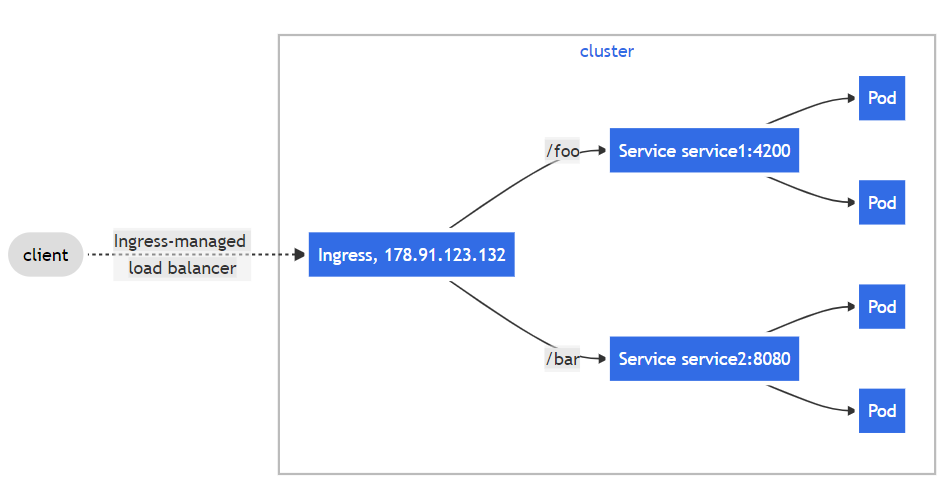 cluster
client
Ingress-managed
load balancer
Ingress, 178.91.123.132
/foo
Service service1:4200
Pod
Pod
/bar
Service service2:8080
Pod
Pod